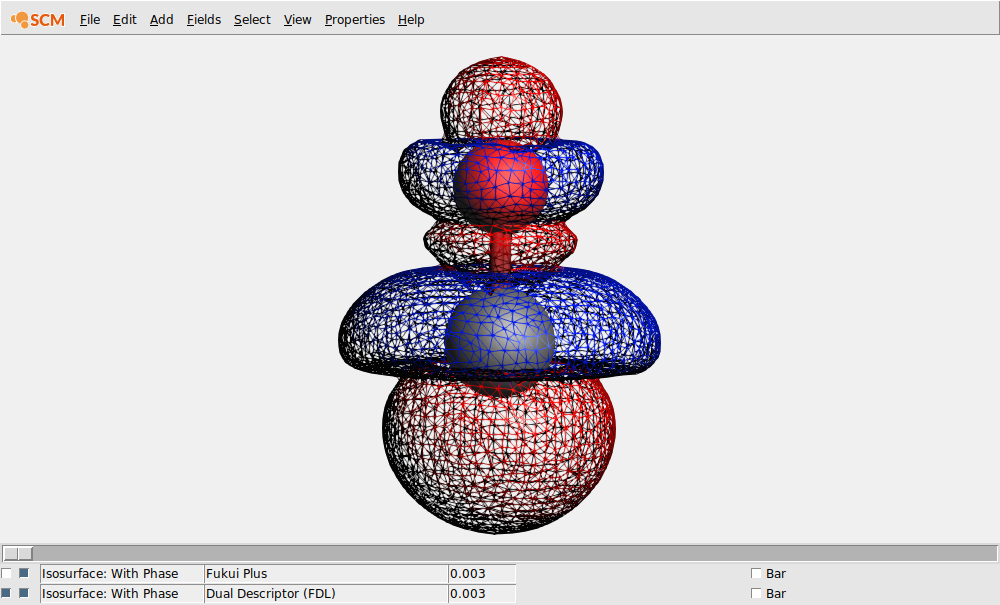 SCM File Edit Add Fields Select View Properties Help
Isosurface: With Phase Fukui Plus 0.003 Bar
Isosurface: With Phase Dual Descriptor (FDL) 0.003 Bar